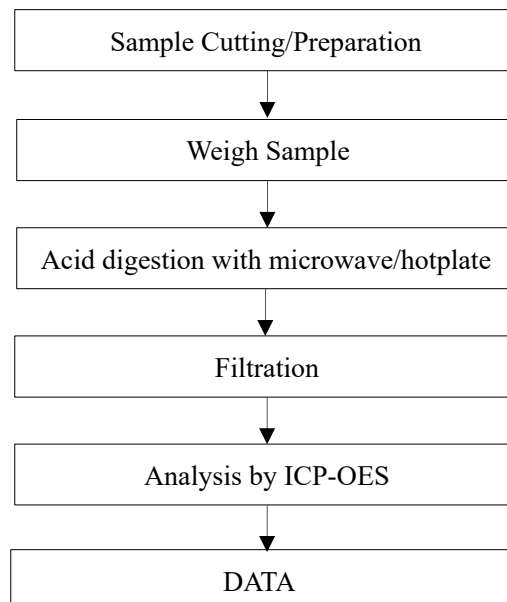 Sample Cutting/Preparation
Weigh Sample
Acid digestion with microwave/hotplate
Filtration
Analysis by ICP-OES
DATA